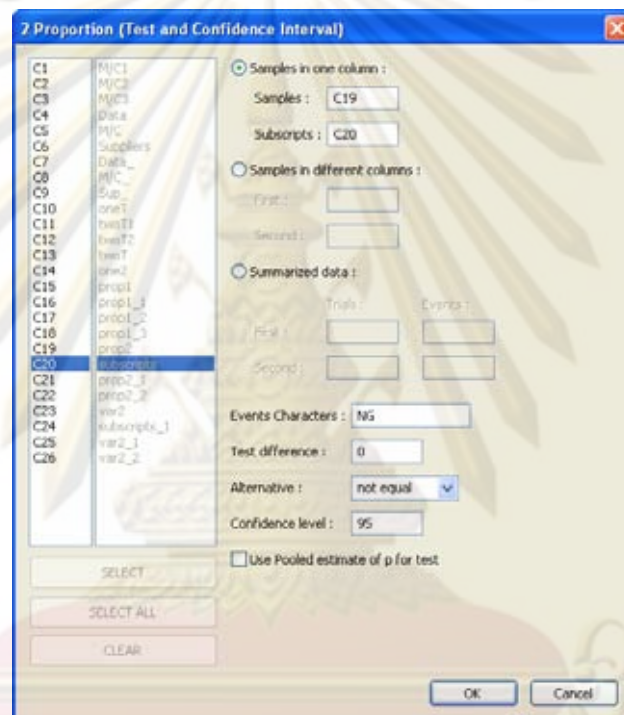 2 Proportion (Test and Confidence Interval)
C1 M/C1
C2 M/C2
C3 M/C3
C4 Data
C5 M/C
C6 Suppliers
C7 Data_
C8 M/C_
C9 Sup_
C10 oneT
C11 twoT1
C12 twoT2
C13 twoT
C14 one2
C15 prop1
C16 prop1_1
C17 prop1_2
C18 prop1_3
C19 prop2
C20 subscripts
C21 prop2_1
C22 prop2_2
C23 var2
C24 subscripts_1
C25 var2_1
C26 var2_2
SELECT
SELECT ALL
CLEAR
Samples in one column :
Samples : C19
Subscripts : C20
Samples in different columns :
First :
Second :
Summarized data :
Trials : Events :
First :
Second :
Events Characters : NG
Test difference : 0
Alternative : not equal
Confidence level : 95
Use Pooled estimate of p for test
OK Cancel